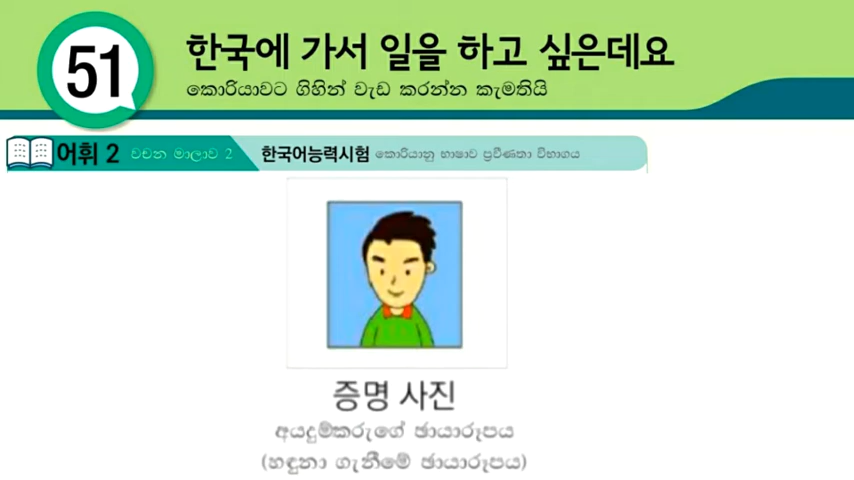 51
한국에 가서 일을 하고 싶은데요
කොරියාවට ගිහින් වැඩ කරන්න කැමතියි
어휘 2 වචන මාලාව 2 한국어능력시험 කොරියානු භාෂාව ප්‍රවීණතා විභාගය
증명 사진
අයදුම්කරුගේ ඡායාරූපය
(හඳුනා ගැනීමේ ඡායාරූපය)